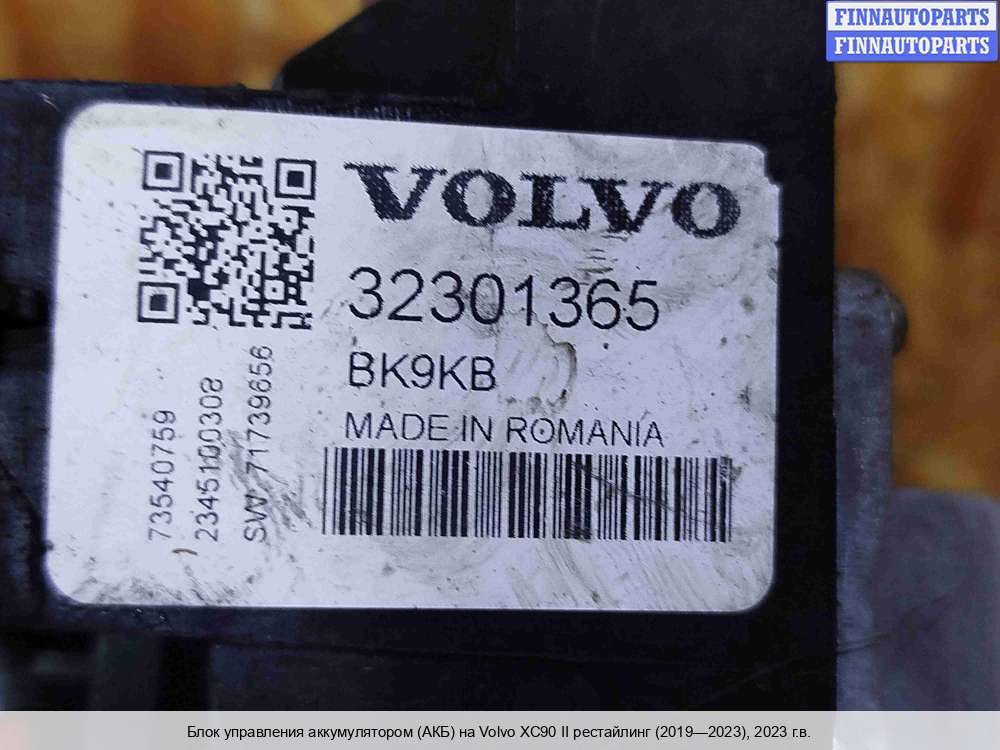 FINNAUTOPARTS
FINNAUTOPARTS
VOLVO
32301365
BK9KB
MADE IN ROMANIA
73540759
2345100308
SW 71739656
Блок управления аккумулятором (АКБ) на Volvo XC90 II рестайлинг (2019—2023), 2023 г.в.